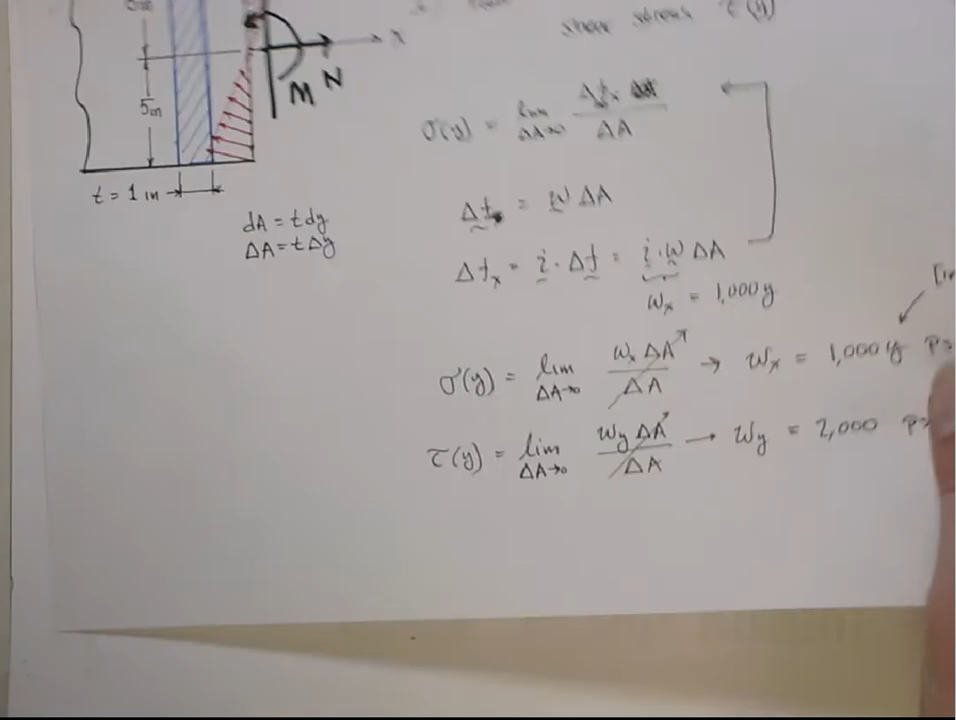 shear stress τ(y)
x
M N
5in
σ(y) = lim ΔA→0 Δfx / ΔA
t = 1 in
dA = t dy
ΔA = t Δy
Δf = w ΔA
Δfx = i · Δf = i · w ΔA
wx = 1,000 y
σ(y) = lim ΔA→0 wx ΔA / ΔA → wx = 1,000 y
τ(y) = lim ΔA→0 wy ΔA / ΔA → wy = 2,000